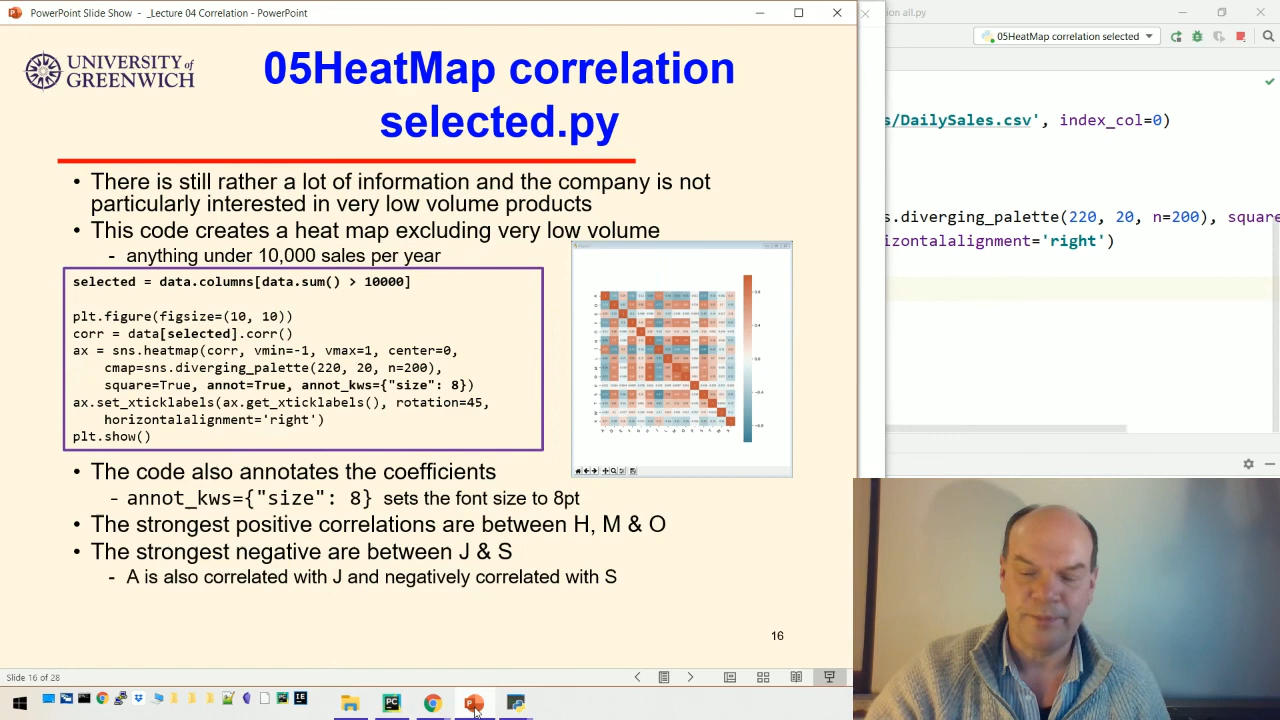 PowerPoint Slide Show - _Lecture 04 Correlation - PowerPoint
ion all.py
05HeatMap correlation selected
UNIVERSITY of
GREENWICH
05HeatMap correlation
selected.py
• There is still rather a lot of information and the company is not
particularly interested in very low volume products
• This code creates a heat map excluding very low volume
- anything under 10,000 sales per year
selected = data.columns[data.sum() > 10000]
plt.figure(figsize=(10, 10))
corr = data[selected].corr()
ax = sns.heatmap(corr, vmin=-1, vmax=1, center=0,
cmap=sns.diverging_palette(220, 20, n=200),
square=True, annot=True, annot_kws={"size": 8})
ax.set_xticklabels(ax.get_xticklabels(), rotation=45,
horizontalalignment='right')
plt.show()
• The code also annotates the coefficients
- annot_kws={"size": 8} sets the font size to 8pt
• The strongest positive correlations are between H, M & O
• The strongest negative are between J & S
- A is also correlated with J and negatively correlated with S
16
s/DailySales.csv', index_col=0)
s.diverging_palette(220, 20, n=200), square
izontalalignment='right')
Slide 16 of 28